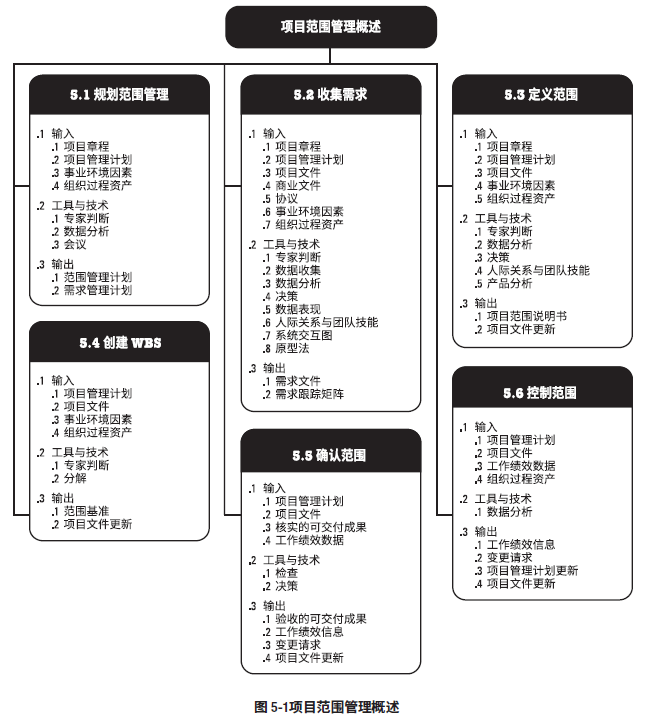 项目范围管理概述
5.1 规划范围管理
.1 输入
.1 项目章程
.2 项目管理计划
.3 事业环境因素
.4 组织过程资产
.2 工具与技术
.1 专家判断
.2 数据分析
.3 会议
.3 输出
.1 范围管理计划
.2 需求管理计划
5.2 收集需求
.1 输入
.1 项目章程
.2 项目管理计划
.3 项目文件
.4 商业文件
.5 协议
.6 事业环境因素
.7 组织过程资产
.2 工具与技术
.1 专家判断
.2 数据收集
.3 数据分析
.4 决策
.5 数据表现
.6 人际关系与团队技能
.7 系统交互图
.8 原型法
.3 输出
.1 需求文件
.2 需求跟踪矩阵
5.3 定义范围
.1 输入
.1 项目章程
.2 项目管理计划
.3 项目文件
.4 事业环境因素
.5 组织过程资产
.2 工具与技术
.1 专家判断
.2 数据分析
.3 决策
.4 人际关系与团队技能
.5 产品分析
.3 输出
.1 项目范围说明书
.2 项目文件更新
5.4 创建 WBS
.1 输入
.1 项目管理计划
.2 项目文件
.3 事业环境因素
.4 组织过程资产
.2 工具与技术
.1 专家判断
.2 分解
.3 输出
.1 范围基准
.2 项目文件更新
5.5 确认范围
.1 输入
.1 项目管理计划
.2 项目文件
.3 核实的可交付成果
.4 工作绩效数据
.2 工具与技术
.1 检查
.2 决策
.3 输出
.1 验收的可交付成果
.2 工作绩效信息
.3 变更请求
.4 项目文件更新
5.6 控制范围
.1 输入
.1 项目管理计划
.2 项目文件
.3 工作绩效数据
.4 组织过程资产
.2 工具与技术
.1 数据分析
.3 输出
.1 工作绩效信息
.2 变更请求
.3 项目管理计划更新
.4 项目文件更新
图 5-1项目范围管理概述